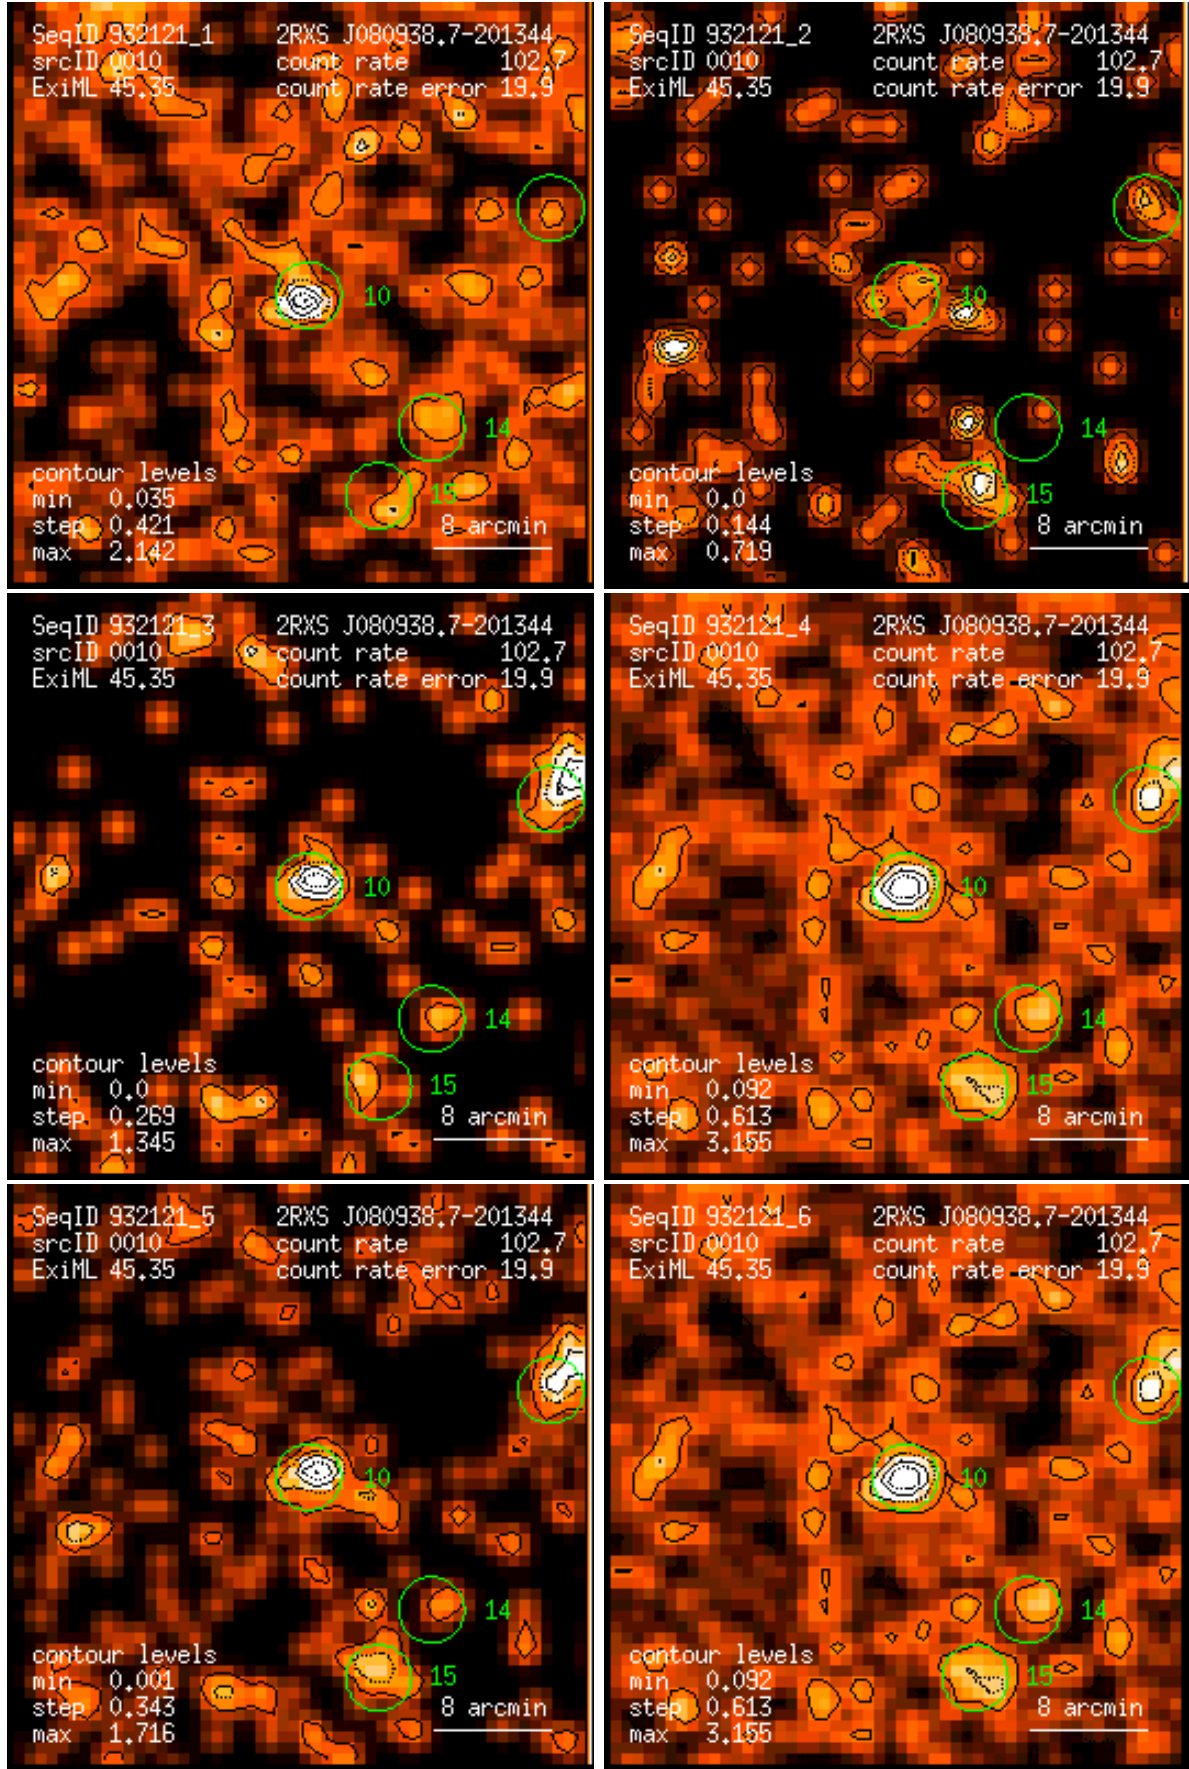 SeqID 932121_1 2RXS J080938.7-201344
srcID 0010 count rate 102.7
ExiML 45.35 count rate error 19.9
10
14
contour levels
min 0.035 15
step 0.421 8 arcmin
max 2.142
SeqID 932121_2 2RXS J080938.7-201344
srcID 0010 count rate 102.7
ExiML 45.35 count rate error 19.9
10
14
contour levels
min 0.0 15
step 0.144 8 arcmin
max 0.719
SeqID 932121_3 2RXS J080938.7-201344
srcID 0010 count rate 102.7
ExiML 45.35 count rate error 19.9
10
14
contour levels
min 0.0 15
step 0.269 8 arcmin
max 1.345
SeqID 932121_4 2RXS J080938.7-201344
srcID 0010 count rate 102.7
ExiML 45.35 count rate error 19.9
10
14
contour levels
min 0.092 15
step 0.613 8 arcmin
max 3.155
SeqID 932121_5 2RXS J080938.7-201344
srcID 0010 count rate 102.7
ExiML 45.35 count rate error 19.9
10
14
contour levels
min 0.001 15
step 0.343 8 arcmin
max 1.716
SeqID 932121_6 2RXS J080938.7-201344
srcID 0010 count rate 102.7
ExiML 45.35 count rate error 19.9
10
14
contour levels
min 0.092 15
step 0.613 8 arcmin
max 3.155